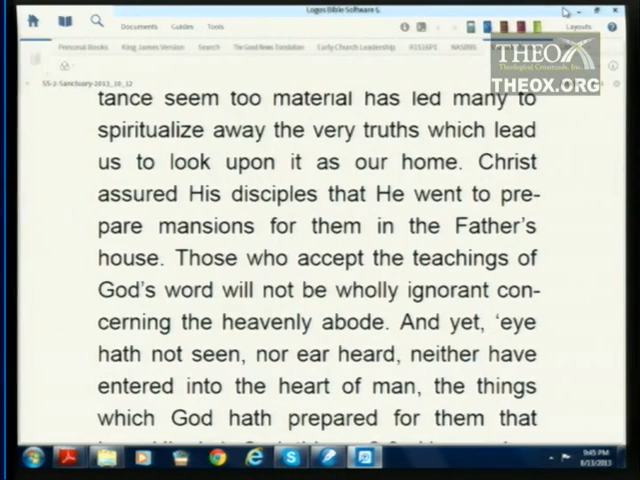 Logos Bible Software 5
Documents Guides Tools
Layouts
Personal Books King James Version Search The Good News Translation Early Church Leadership
THEOX
THEOX.ORG
SS-2-Sanctuary-2013_10_12
tance seem too material has led many to
spiritualize away the very truths which lead
us to look upon it as our home. Christ
assured His disciples that He went to pre-
pare mansions for them in the Father's
house. Those who accept the teachings of
God's word will not be wholly ignorant con-
cerning the heavenly abode. And yet, 'eye
hath not seen, nor ear heard, neither have
entered into the heart of man, the things
which God hath prepared for them that
9:45 PM
8/13/2013